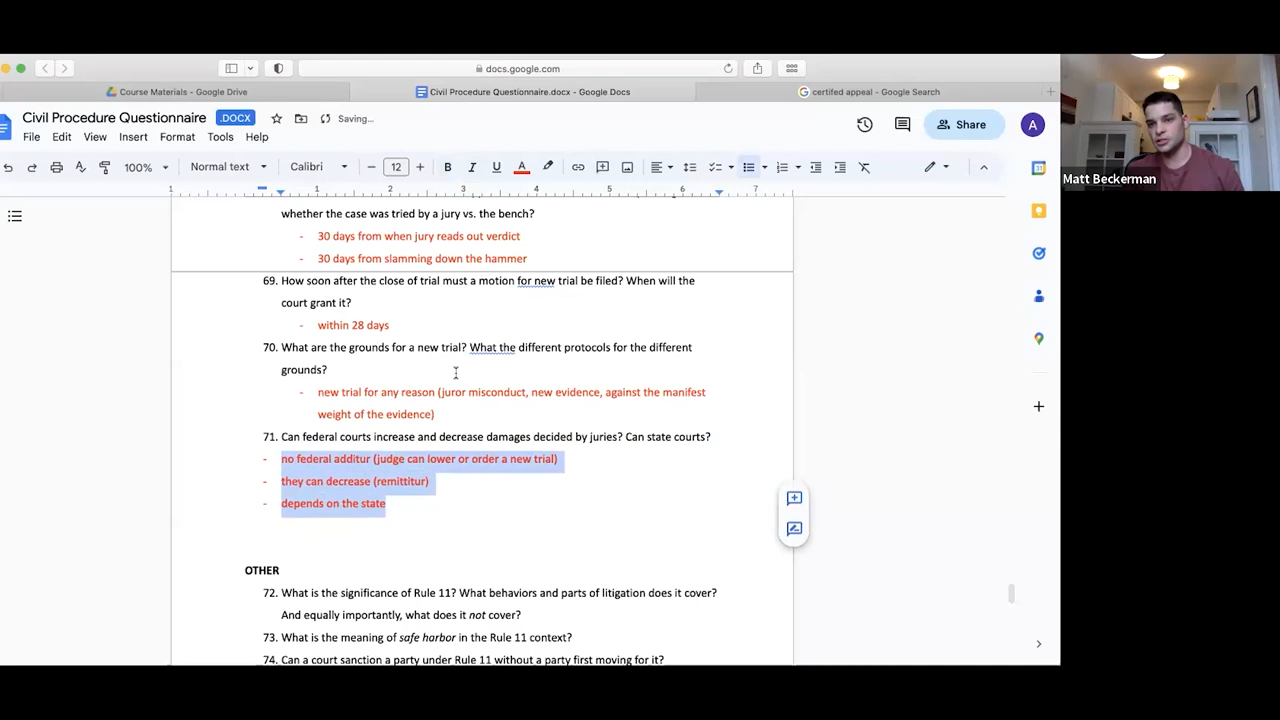 docs.google.com
Course Materials - Google Drive
Civil Procedure Questionnaire.docx - Google Docs
certifed appeal - Google Search
Civil Procedure Questionnaire
.DOCX
Saving...
File Edit View Insert Format Tools Help
Share
A
100%
Normal text
Calibri
12
B I U A
1 1 2 3 4 5 6 7
Matt Beckerman
whether the case was tried by a jury vs. the bench?
- 30 days from when jury reads out verdict
- 30 days from slamming down the hammer
69. How soon after the close of trial must a motion for new trial be filed? When will the
court grant it?
- within 28 days
70. What are the grounds for a new trial? What the different protocols for the different
grounds?
- new trial for any reason (juror misconduct, new evidence, against the manifest
weight of the evidence)
71. Can federal courts increase and decrease damages decided by juries? Can state courts?
- no federal additur (judge can lower or order a new trial)
- they can decrease (remittitur)
- depends on the state
OTHER
72. What is the significance of Rule 11? What behaviors and parts of litigation does it cover?
And equally importantly, what does it not cover?
73. What is the meaning of safe harbor in the Rule 11 context?
74. Can a court sanction a party under Rule 11 without a party first moving for it?